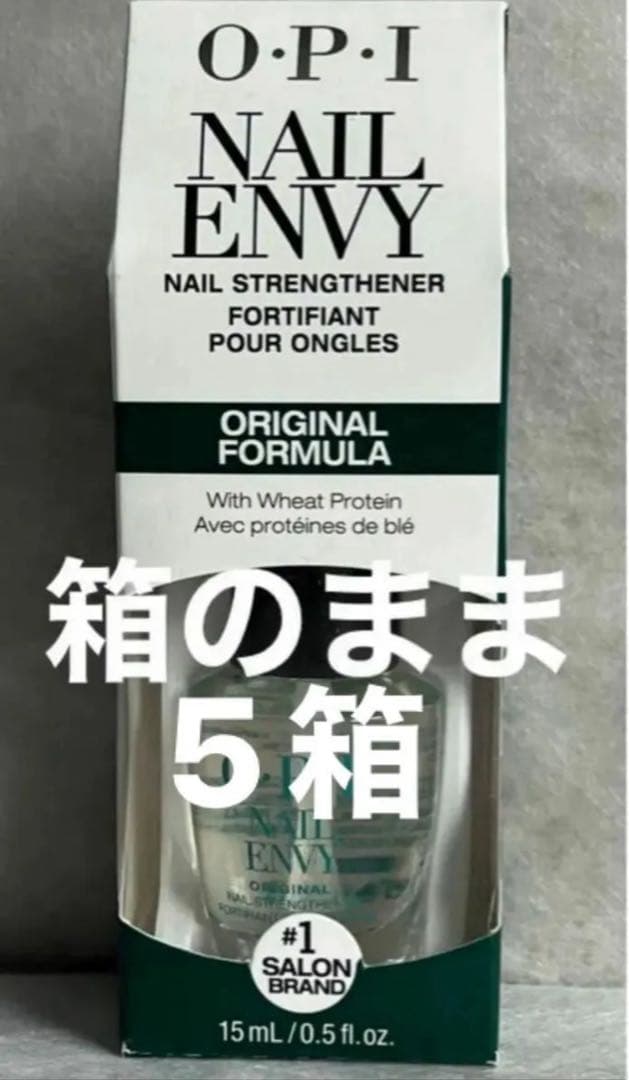 O·P·I
NAIL
ENVY
NAIL STRENGTHENER
FORTIFIANT
POUR ONGLES
ORIGINAL
FORMULA
With Wheat Protein
Avec protéines de blé
箱のまま
5箱
NAIL
ENVY
ORIGINAL
#1
SALON
BRAND
15 mL / 0.5 fl. oz.